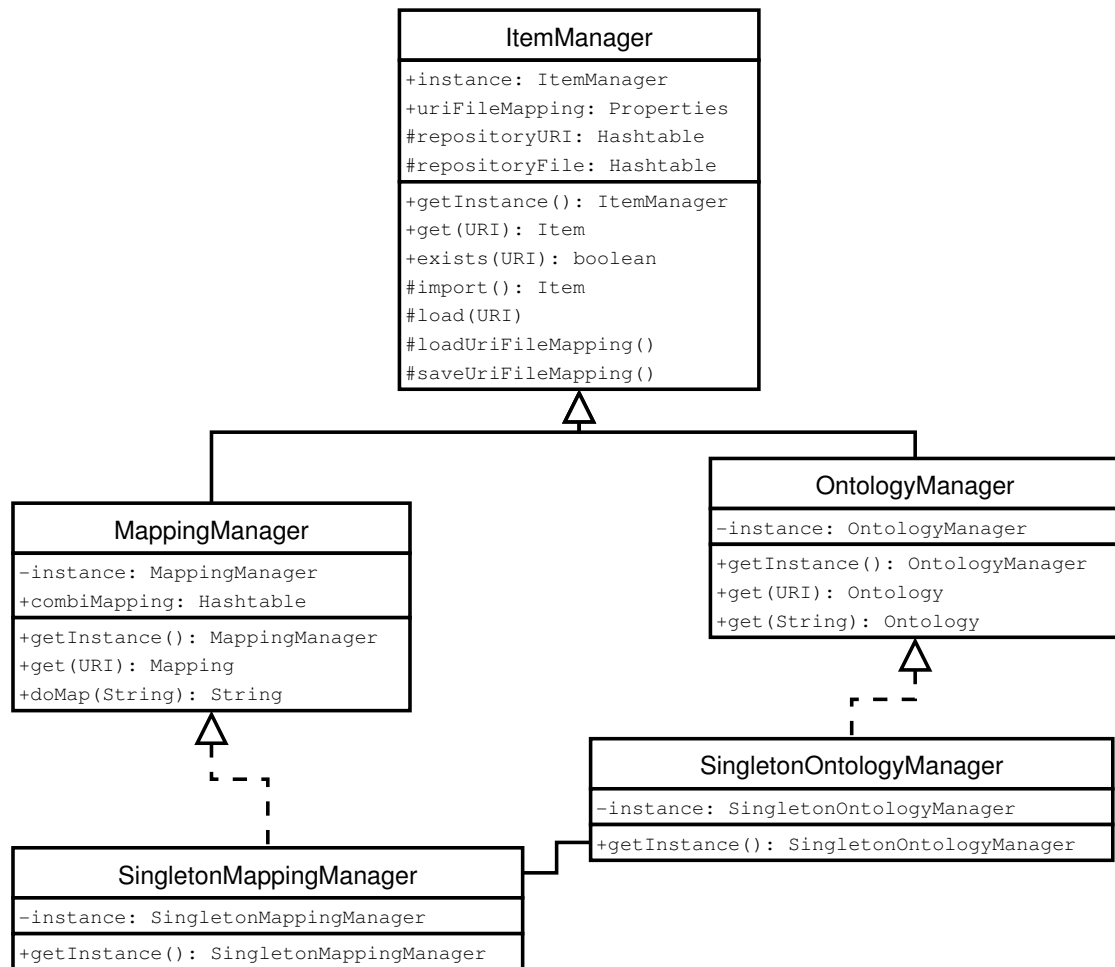 ItemManager
+instance: ItemManager
+uriFileMapping: Properties
#repositoryURI: Hashtable
#repositoryFile: Hashtable
+getInstance(): ItemManager
+get(URI): Item
+exists(URI): boolean
#import(): Item
#load(URI)
#loadUriFileMapping()
#saveUriFileMapping()
MappingManager
-instance: MappingManager
+combiMapping: Hashtable
+getInstance(): MappingManager
+get(URI): Mapping
+doMap(String): String
OntologyManager
-instance: OntologyManager
+getInstance(): OntologyManager
+get(URI): Ontology
+get(String): Ontology
SingletonOntologyManager
-instance: SingletonOntologyManager
+getInstance(): SingletonOntologyManager
SingletonMappingManager
-instance: SingletonMappingManager
+getInstance(): SingletonMappingManager